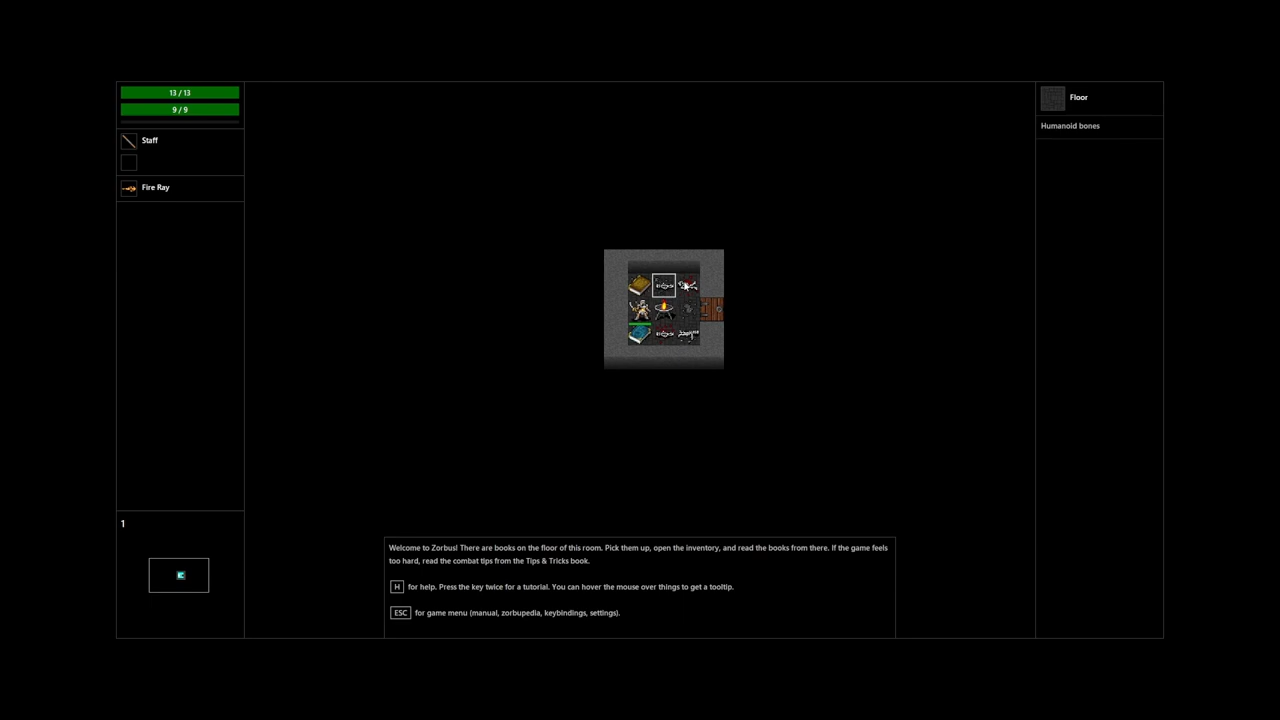 13 / 13
9 / 9
Staff
Fire Ray
1
Floor
Humanoid bones
Welcome to Zorbus! There are books on the floor of this room. Pick them up, open the inventory, and read the books from there. If the game feels
too hard, read the combat tips from the Tips & Tricks book.
H for help. Press the key twice for a tutorial. You can hover the mouse over things to get a tooltip.
ESC for game menu (manual, zorbupedia, keybindings, settings).